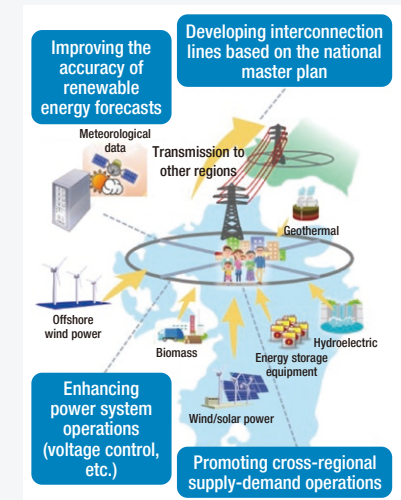 Improving the
accuracy of
renewable
energy forecasts
Developing interconnection
lines based on the national
master plan
Meteorological
data
Transmission to
other regions
Geothermal
Offshore
wind power
Biomass
Energy storage
equipment
Hydroelectric
Wind/solar power
Enhancing
power system
operations
(voltage control,
etc.)
Promoting cross-regional
supply-demand operations